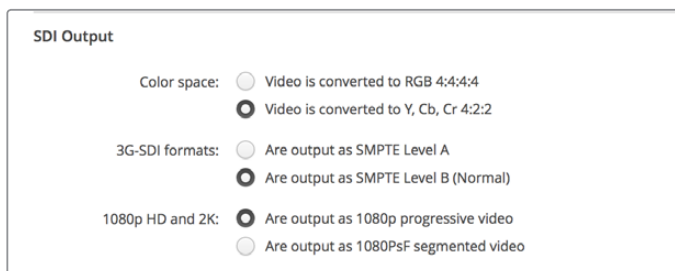 SDI Output
Color space: Video is converted to RGB 4:4:4:4
Video is converted to Y, Cb, Cr 4:2:2
3G-SDI formats: Are output as SMPTE Level A
Are output as SMPTE Level B (Normal)
1080p HD and 2K: Are output as 1080p progressive video
Are output as 1080PsF segmented video